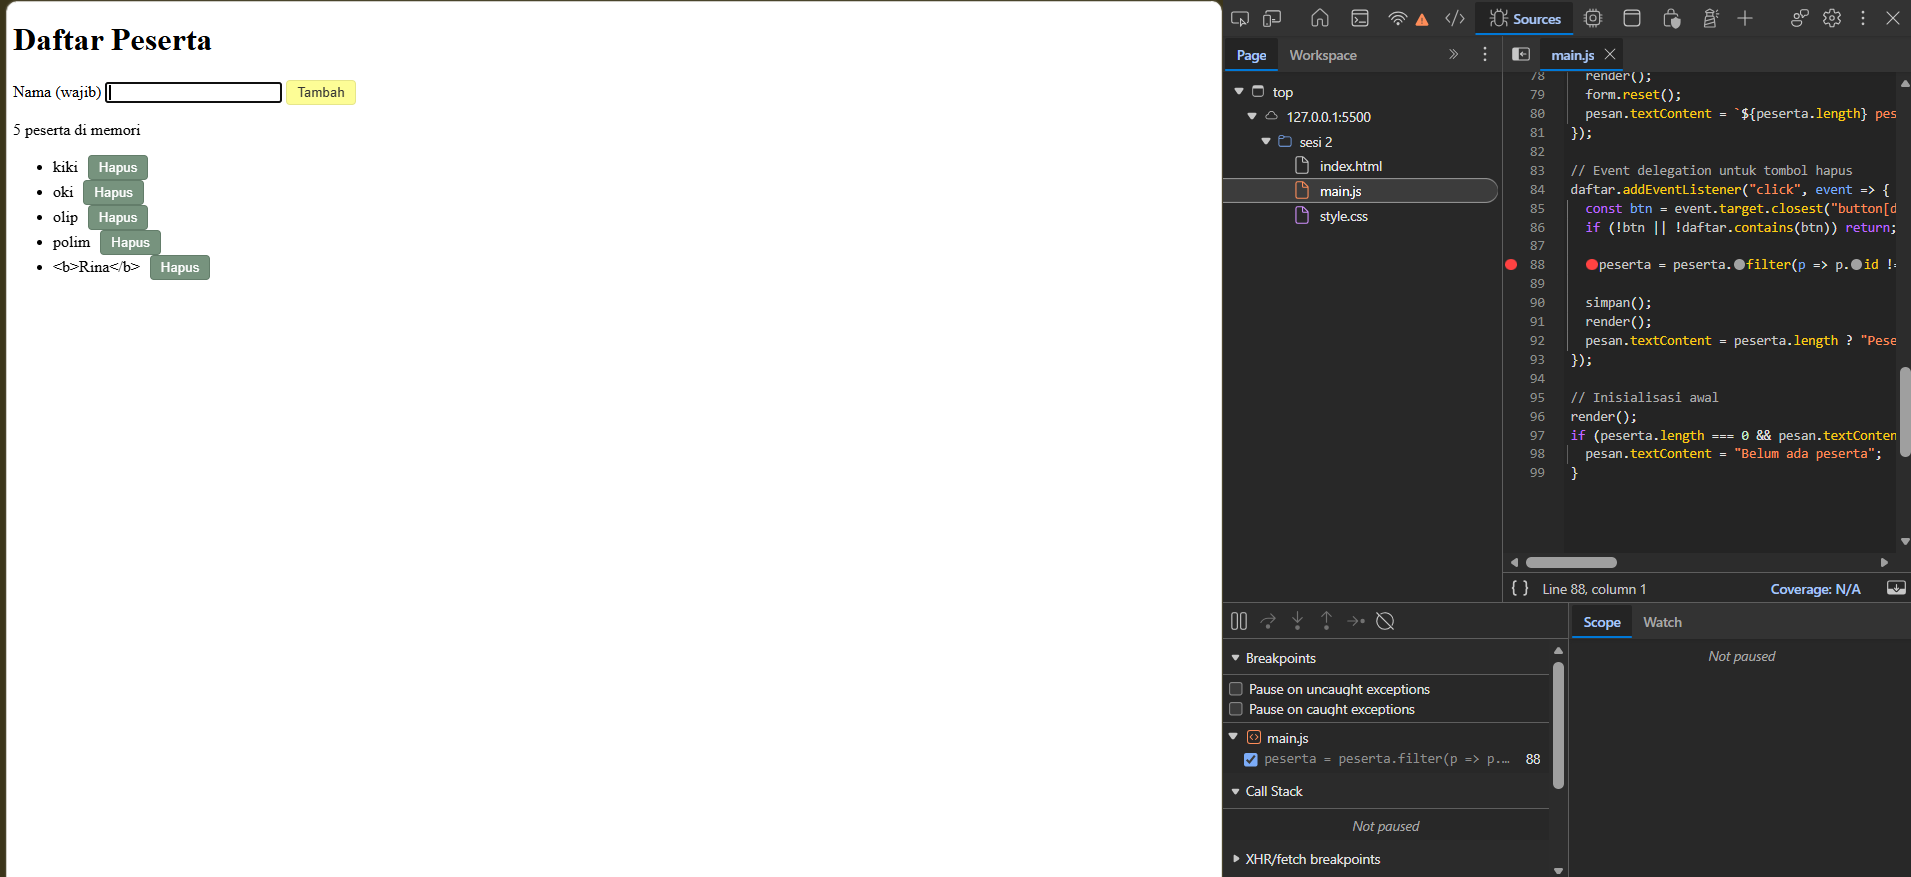 Daftar Peserta
Nama (wajib)
Tambah
5 peserta di memori
kiki Hapus
oki Hapus
olip Hapus
polim Hapus
<b>Rina</b> Hapus
Sources
Page Workspace
top
127.0.0.1:5500
sesi 2
index.html
main.js
style.css
main.js
78 render();
79 form.reset();
80 pesan.textContent = `${peserta.length} pes
81 });
82
83 // Event delegation untuk tombol hapus
84 daftar.addEventListener("click", event => {
85 const btn = event.target.closest("button[d
86 if (!btn || !daftar.contains(btn)) return;
87
88 peserta = peserta.filter(p => p.id !=
89
90 simpan();
91 render();
92 pesan.textContent = peserta.length ? "Pese
93 });
94
95 // Inisialisasi awal
96 render();
97 if (peserta.length === 0 && pesan.textConten
98 pesan.textContent = "Belum ada peserta";
99 }
{ } Line 88, column 1 Coverage: N/A
Breakpoints
Pause on uncaught exceptions
Pause on caught exceptions
main.js
peserta = peserta.filter(p => p.... 88
Call Stack
Not paused
XHR/fetch breakpoints
Scope Watch
Not paused